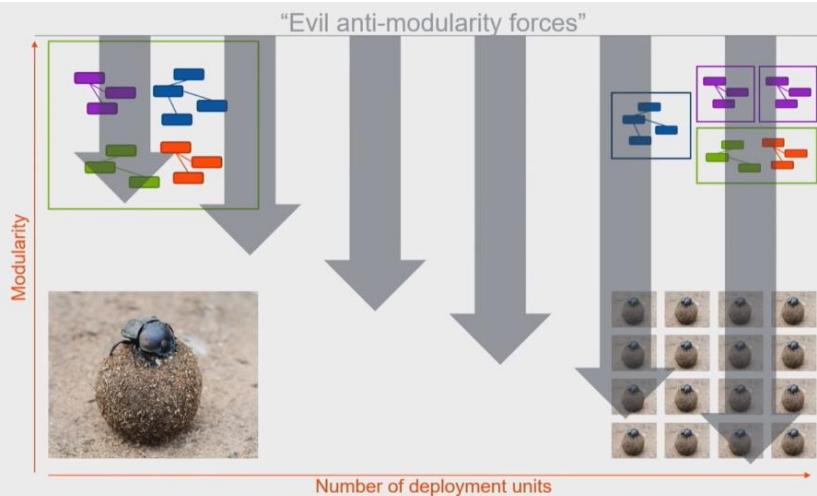 “Evil anti-modularity forces”
Modularity
Number of deployment units